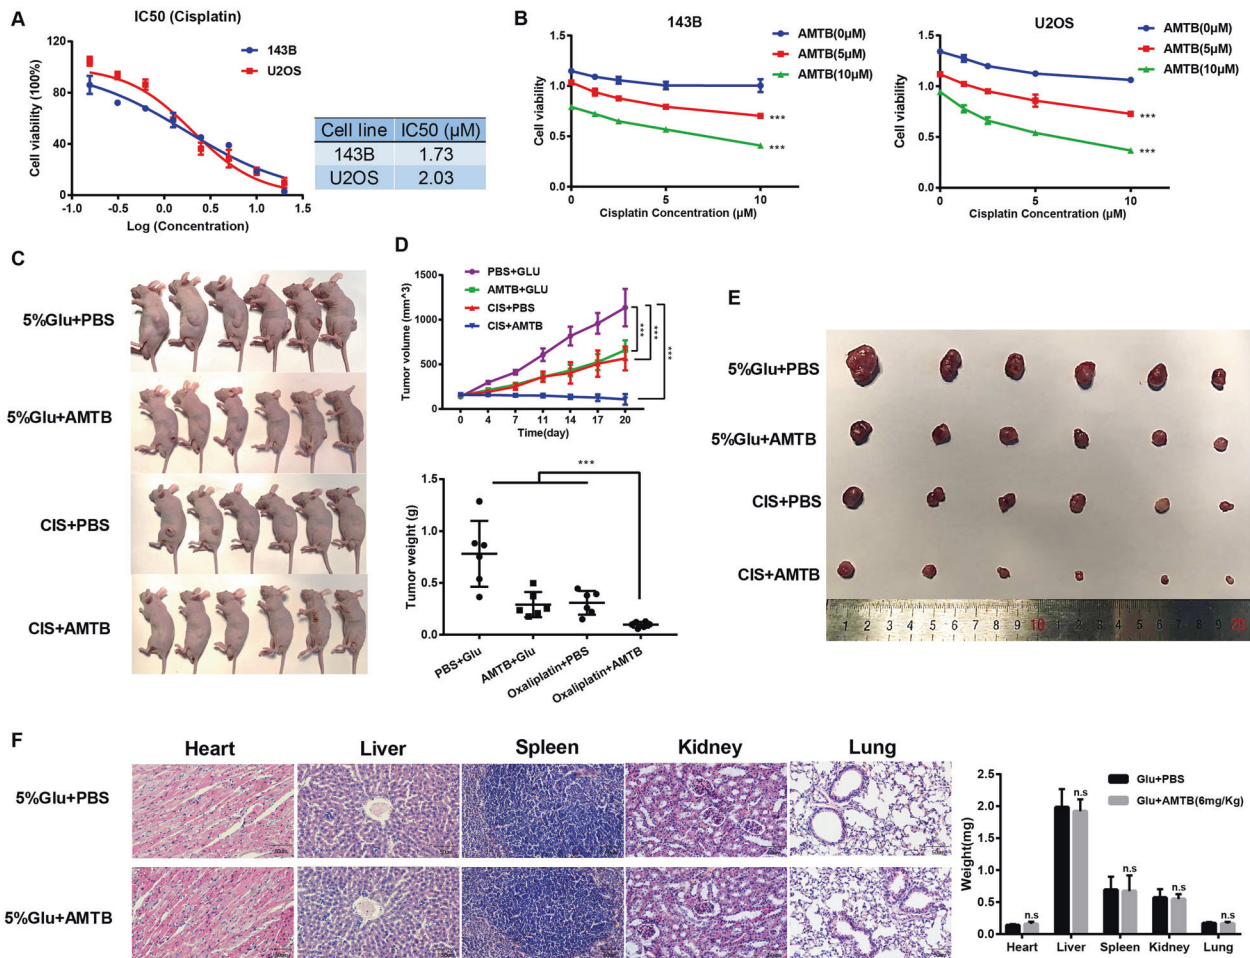 A
IC50 (Cisplatin)
Cell viability (100%)
120
80
40
0
-1.0
-0.5
0.0
0.5
1.0
1.5
Log (Concentration)
143B
U2OS
Cell line IC50 (μM)
143B 1.73
U2OS 2.03
B
143B
Cell viability
1.5
1.0
0.5
0.0
0
5
10
Cisplatin Concentration (μM)
AMTB(0μM)
AMTB(5μM)
AMTB(10μM)
***
***
U2OS
Cell viability
1.5
1.0
0.5
0.0
0
5
10
Cisplatin Concentration (μM)
AMTB(0μM)
AMTB(5μM)
AMTB(10μM)
***
***
C
5%Glu+PBS
5%Glu+AMTB
CIS+PBS
CIS+AMTB
D
Tumor volume (mm^3)
1500
1000
500
0
0 4 7 11 14 17 20
Time(day)
PBS+GLU
AMTB+GLU
CIS+PBS
CIS+AMTB
***
***
***
Tumor weight (g)
1.5
1.0
0.5
0.0
***
PBS+Glu
AMTB+Glu
Oxaliplatin+PBS
Oxaliplatin+AMTB
E
5%Glu+PBS
5%Glu+AMTB
CIS+PBS
CIS+AMTB
1 2 3 4 5 6 7 8 9 10 1 2 3 4 5 6 7 8 9 20
F
Heart
Liver
Spleen
Kidney
Lung
5%Glu+PBS
5%Glu+AMTB
Weight(mg)
2.5
2.0
1.5
1.0
0.5
0.0
Glu+PBS
Glu+AMTB(6mg/Kg)
n.s
n.s
n.s
n.s
n.s
Heart
Liver
Spleen
Kidney
Lung